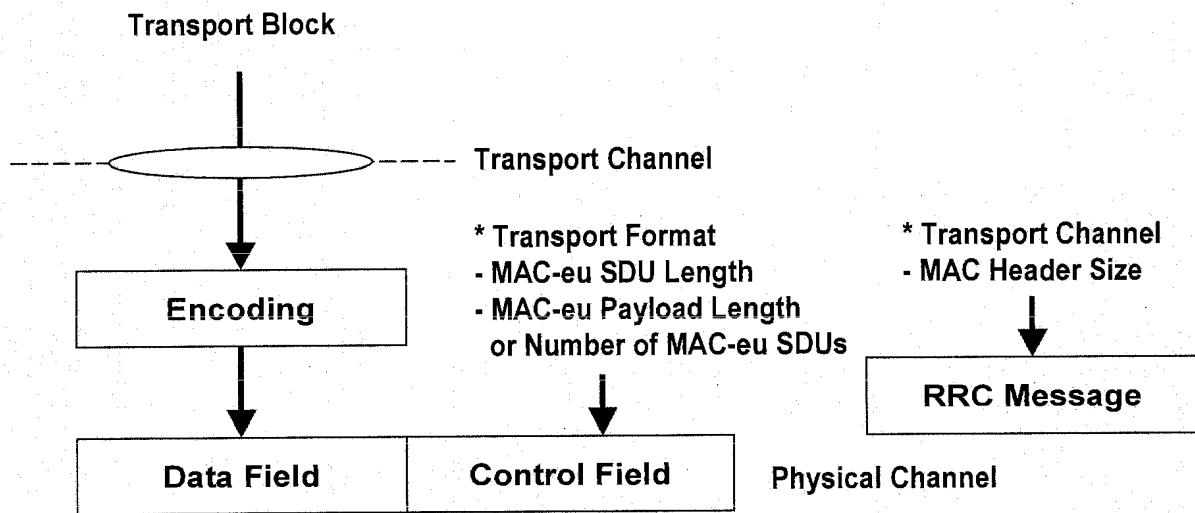 Transport Block
Transport Channel
* Transport Format
- MAC-eu SDU Length
- MAC-eu Payload Length
or Number of MAC-eu SDUs
* Transport Channel
- MAC Header Size
Encoding
RRC Message
Data Field
Control Field
Physical Channel